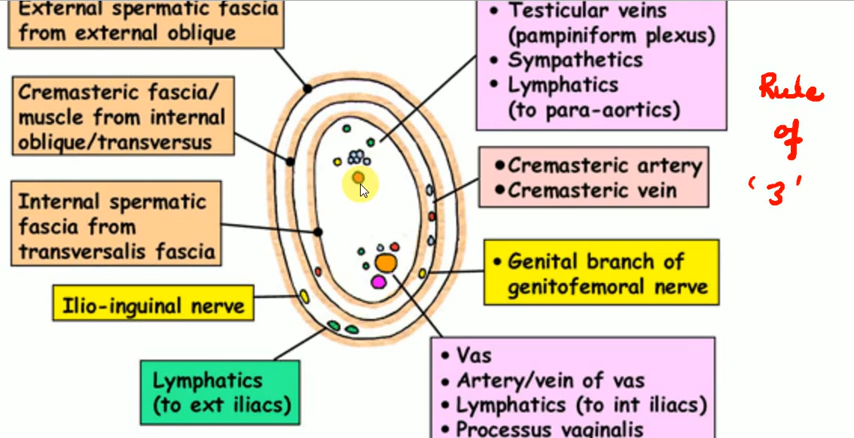 External spermatic fascia
from external oblique
Cremasteric fascia/
muscle from internal
oblique/transversus
Internal spermatic
fascia from
transversalis fascia
Ilio-inguinal nerve
Lymphatics
(to ext iliacs)
• Testicular veins
(pampiniform plexus)
• Sympathetics
• Lymphatics
(to para-aortics)
• Cremasteric artery
• Cremasteric vein
• Genital branch of
genitofemoral nerve
• Vas
• Artery/vein of vas
• Lymphatics (to int iliacs)
• Processus vaginalis
Rule
of
'3'